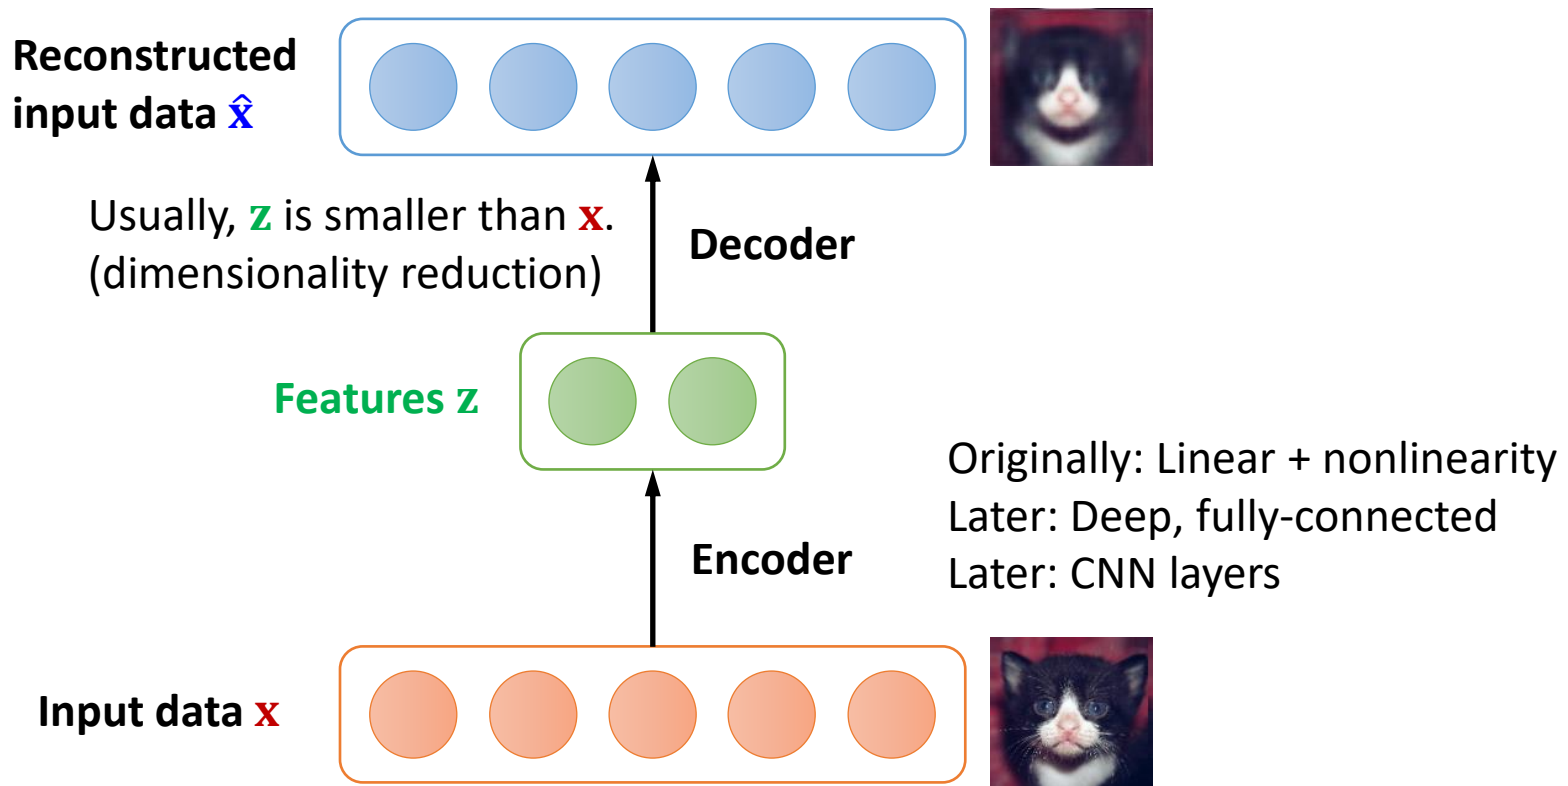 Reconstructed
input data x̂
Usually, z is smaller than x.
(dimensionality reduction)
Decoder
Features z
Originally: Linear + nonlinearity
Later: Deep, fully-connected
Later: CNN layers
Encoder
Input data x